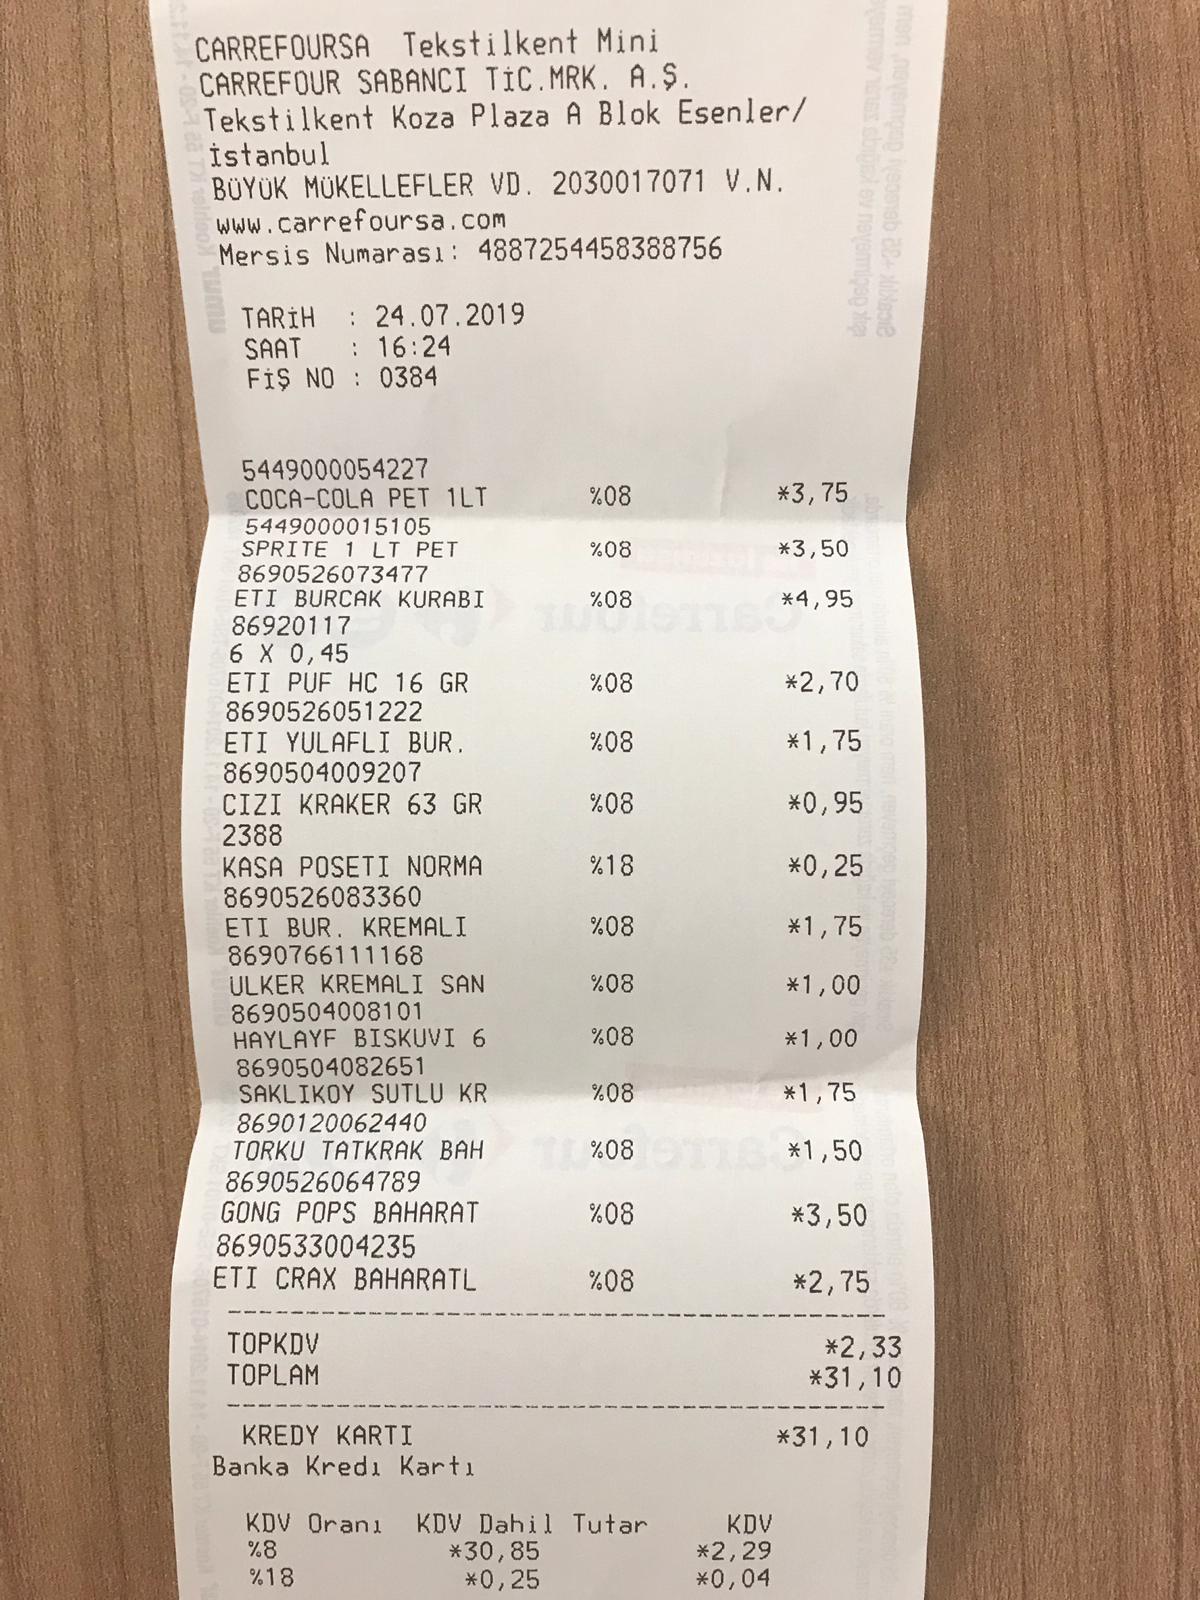 CARREFOURSA Tekstilkent Mini
CARREFOUR SABANCI TİC.MRK. A.Ş.
Tekstilkent Koza Plaza A Blok Esenler/
İstanbul
BÜYÜK MÜKELLEFLER VD. 2030017071 V.N.
www.carrefoursa.com
Mersis Numarası: 4887254458388756
TARİH : 24.07.2019
SAAT : 16:24
FİŞ NO : 0384
5449000054227
COCA-COLA PET 1LT %08 *3,75
5449000015105
SPRITE 1 LT PET %08 *3,50
8690526073477
ETI BURCAK KURABI %08 *4,95
86920117
6 X 0,45
ETI PUF HC 16 GR %08 *2,70
8690526051222
ETI YULAFLI BUR. %08 *1,75
8690504009207
CIZI KRAKER 63 GR %08 *0,95
2388
KASA POSETI NORMA %18 *0,25
8690526083360
ETI BUR. KREMALI %08 *1,75
8690766111168
ULKER KREMALI SAN %08 *1,00
8690504008101
HAYLAYF BISKUVI 6 %08 *1,00
8690504082651
SAKLIKOY SUTLU KR %08 *1,75
8690120062440
TORKU TATKRAK BAH %08 *1,50
8690526064789
GONG POPS BAHARAT %08 *3,50
8690533004235
ETI CRAX BAHARATL %08 *2,75
TOPKDV *2,33
TOPLAM *31,10
KREDY KARTI *31,10
Banka Kredı Kartı
KDV Oranı KDV Dahil Tutar KDV
%8 *30,85 *2,29
%18 *0,25 *0,04